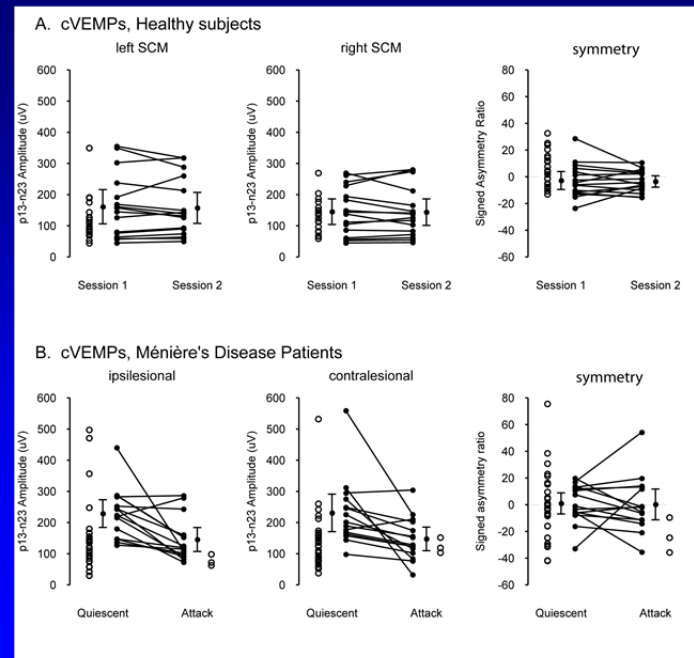 A. cVEMPs, Healthy subjects
left SCM
right SCM
symmetry
p13-n23 Amplitude (uV)
600
500
400
300
200
100
0
Session 1
Session 2
p13-n23 Amplitude (uV)
600
500
400
300
200
100
0
Session 1
Session 2
Signed Asymmetry Ratio
80
60
40
20
0
-20
-40
-60
Session 1
Session 2
B. cVEMPs, Ménière's Disease Patients
ipsilesional
contralesional
symmetry
p13-n23 Amplitude (uV)
600
500
400
300
200
100
0
Quiescent
Attack
p13-n23 Amplitude (uV)
600
500
400
300
200
100
0
Quiescent
Attack
Signed asymmetry ratio
80
60
40
20
0
-20
-40
-60
Quiescent
Attack